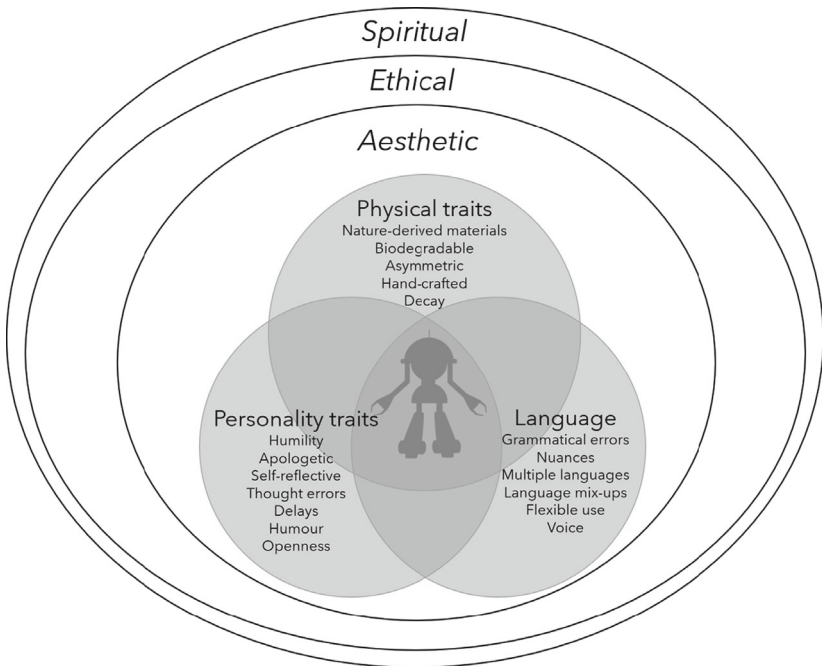 Spiritual
Ethical
Aesthetic
Physical traits
Nature-derived materials
Biodegradable
Asymmetric
Hand-crafted
Decay
Personality traits
Humility
Apologetic
Self-reflective
Thought errors
Delays
Humour
Openness
Language
Grammatical errors
Nuances
Multiple languages
Language mix-ups
Flexible use
Voice